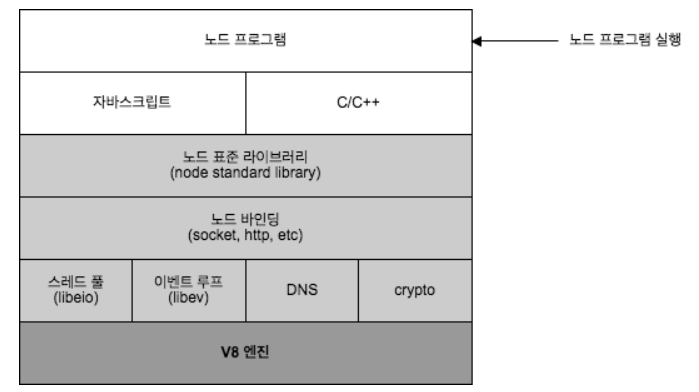 노드 프로그램
노드 프로그램 실행
자바스크립트
C/C++
노드 표준 라이브러리
(node standard library)
노드 바인딩
(socket, http, etc)
스레드 풀
(libeio)
이벤트 루프
(libev)
DNS
crypto
V8 엔진